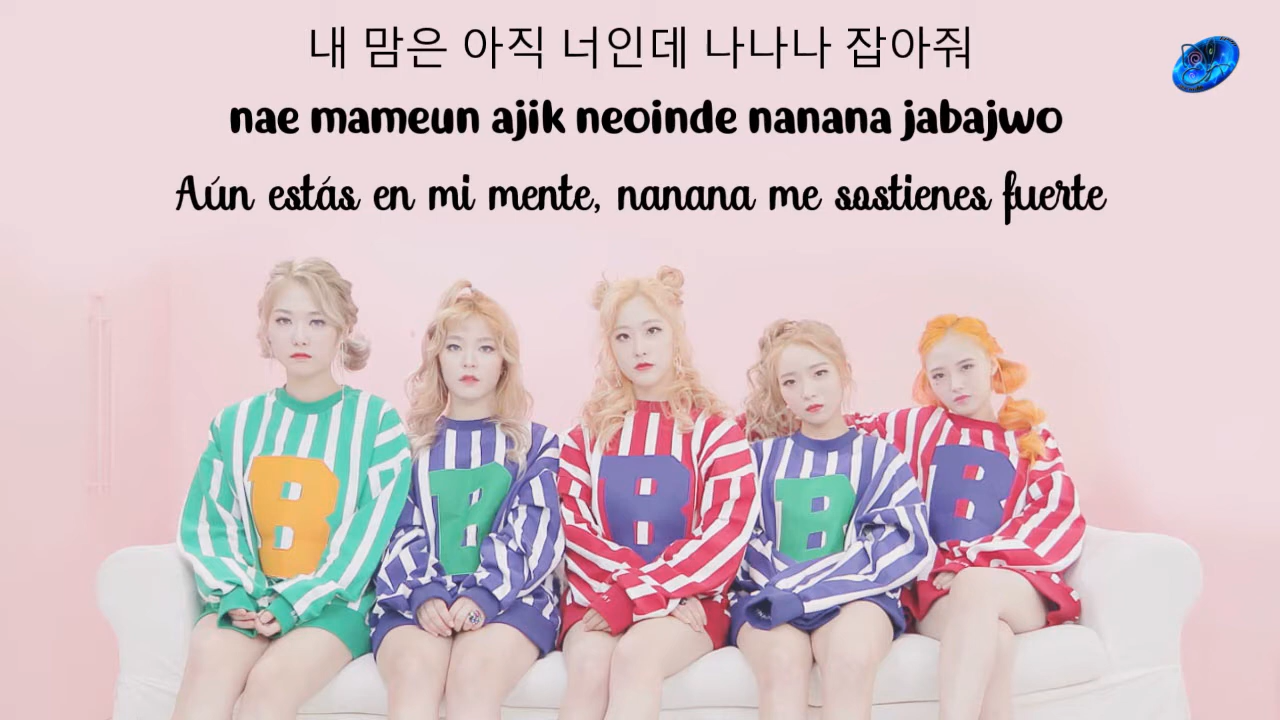 내 맘은 아직 너인데 나나나 잡아줘
nae mameun ajik neoinde nanana jabajwo
Aún estás en mi mente, nanana me sostienes fuerte
B B B B B